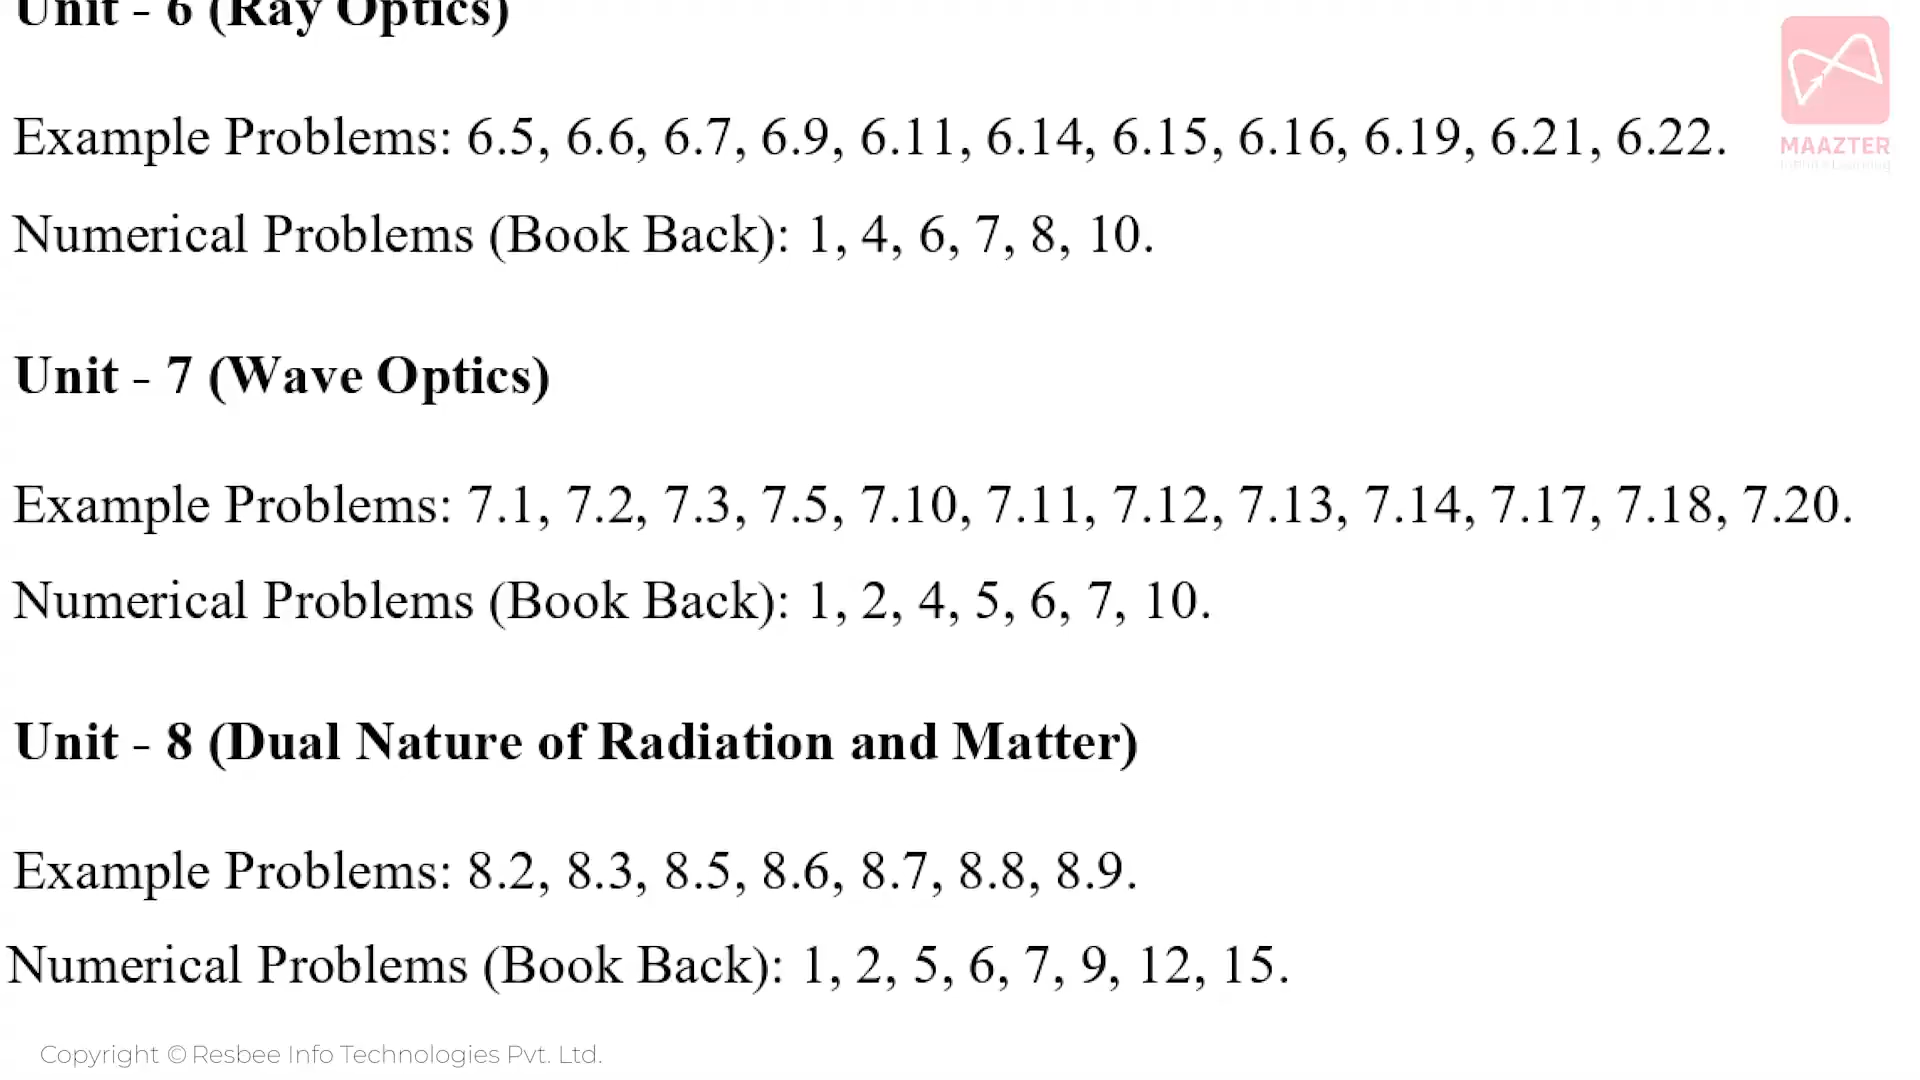 Unit - 6 (Ray Optics)
MAAZTER
Example Problems: 6.5, 6.6, 6.7, 6.9, 6.11, 6.14, 6.15, 6.16, 6.19, 6.21, 6.22.
Numerical Problems (Book Back): 1, 4, 6, 7, 8, 10.
Unit - 7 (Wave Optics)
Example Problems: 7.1, 7.2, 7.3, 7.5, 7.10, 7.11, 7.12, 7.13, 7.14, 7.17, 7.18, 7.20.
Numerical Problems (Book Back): 1, 2, 4, 5, 6, 7, 10.
Unit - 8 (Dual Nature of Radiation and Matter)
Example Problems: 8.2, 8.3, 8.5, 8.6, 8.7, 8.8, 8.9.
Numerical Problems (Book Back): 1, 2, 5, 6, 7, 9, 12, 15.
Copyright © Resbee Info Technologies Pvt. Ltd.